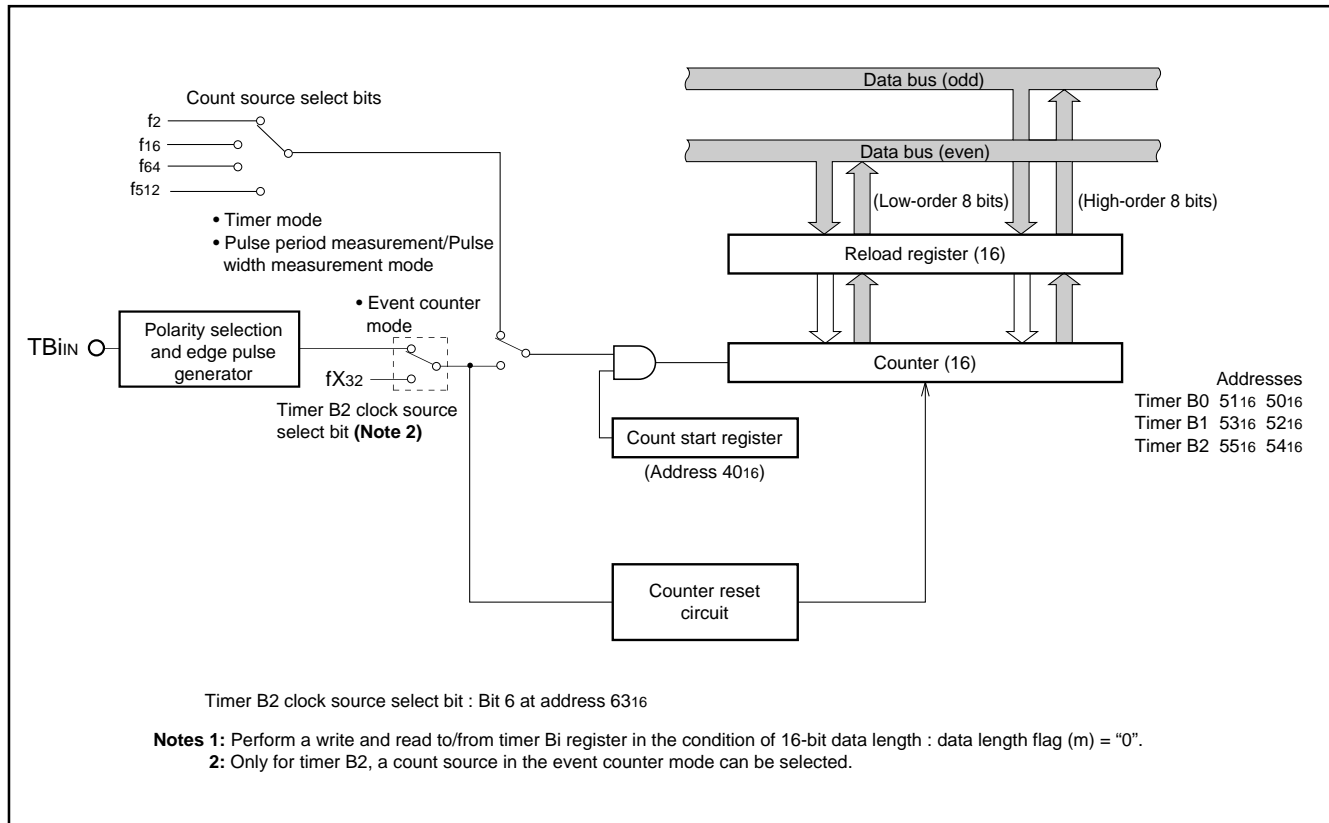 Data bus (odd)
Count source select bits
f2
f16
f64
f512
Data bus (even)
(Low-order 8 bits)
(High-order 8 bits)
• Timer mode
• Pulse period measurement/Pulse
width measurement mode
Reload register (16)
• Event counter
mode
TBiIN
Polarity selection
and edge pulse
generator
fX32
Counter (16)
Timer B2 clock source
select bit (Note 2)
Count start register
(Address 4016)
Addresses
Timer B0 5116 5016
Timer B1 5316 5216
Timer B2 5516 5416
Counter reset
circuit
Timer B2 clock source select bit : Bit 6 at address 6316
Notes 1: Perform a write and read to/from timer Bi register in the condition of 16-bit data length : data length flag (m) = “0”.
2: Only for timer B2, a count source in the event counter mode can be selected.